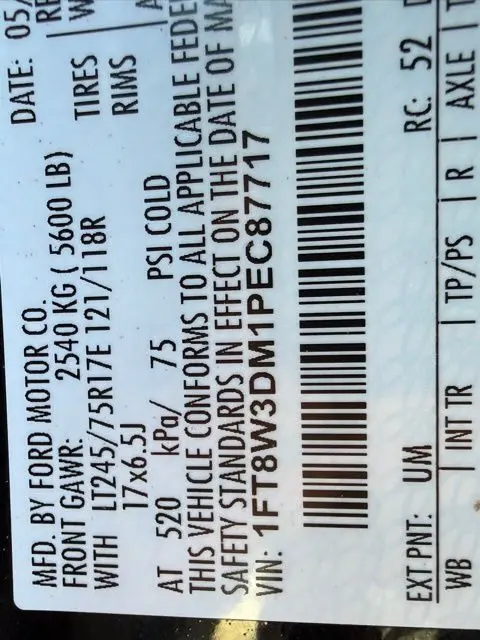 MFD. BY FORD MOTOR CO.
DATE: 05/
FRONT GAWR: 2540 KG ( 5600 LB)
WITH LT245/75R17E 121/118R TIRES
17x6.5J RIMS
AT 520 kPa/ 75 PSI COLD
THIS VEHICLE CONFORMS TO ALL APPLICABLE FEDE
SAFETY STANDARDS IN EFFECT ON THE DATE OF MA
VIN: 1FT8W3DM1PEC87717
EXT PNT: UM RC: 52
WB | INT TR | TP/PS | R | AXLE |